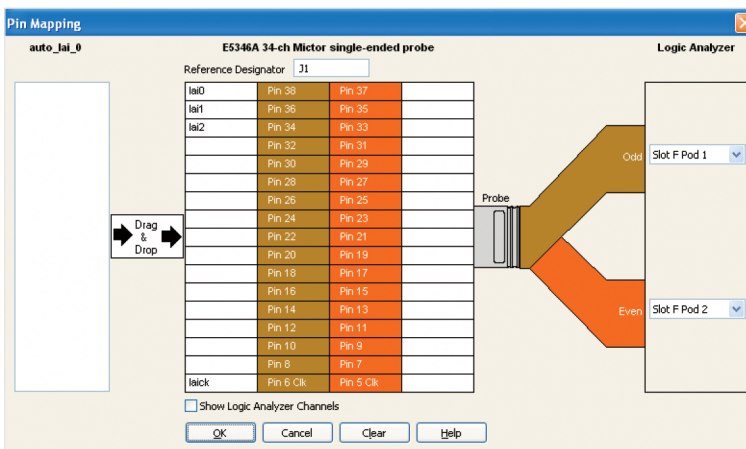 Pin Mapping
auto_lai_0 E5346A 34-ch Mictor single-ended probe Logic Analyzer
Reference Designator J1
lai0 Pin 38 Pin 37
lai1 Pin 36 Pin 35
lai2 Pin 34 Pin 33
Pin 32 Pin 31
Odd Slot F Pod 1
Pin 30 Pin 29
Pin 28 Pin 27
Pin 26 Pin 25
Probe
Pin 24 Pin 23
Drag
& 
Drop
Pin 22 Pin 21
Pin 20 Pin 19
Pin 18 Pin 17
Pin 16 Pin 15
Pin 14 Pin 13
Even Slot F Pod 2
Pin 12 Pin 11
Pin 10 Pin 9
Pin 8 Pin 7
laick Pin 6 Clk Pin 5 Clk
Show Logic Analyzer Channels
OK Cancel Clear Help